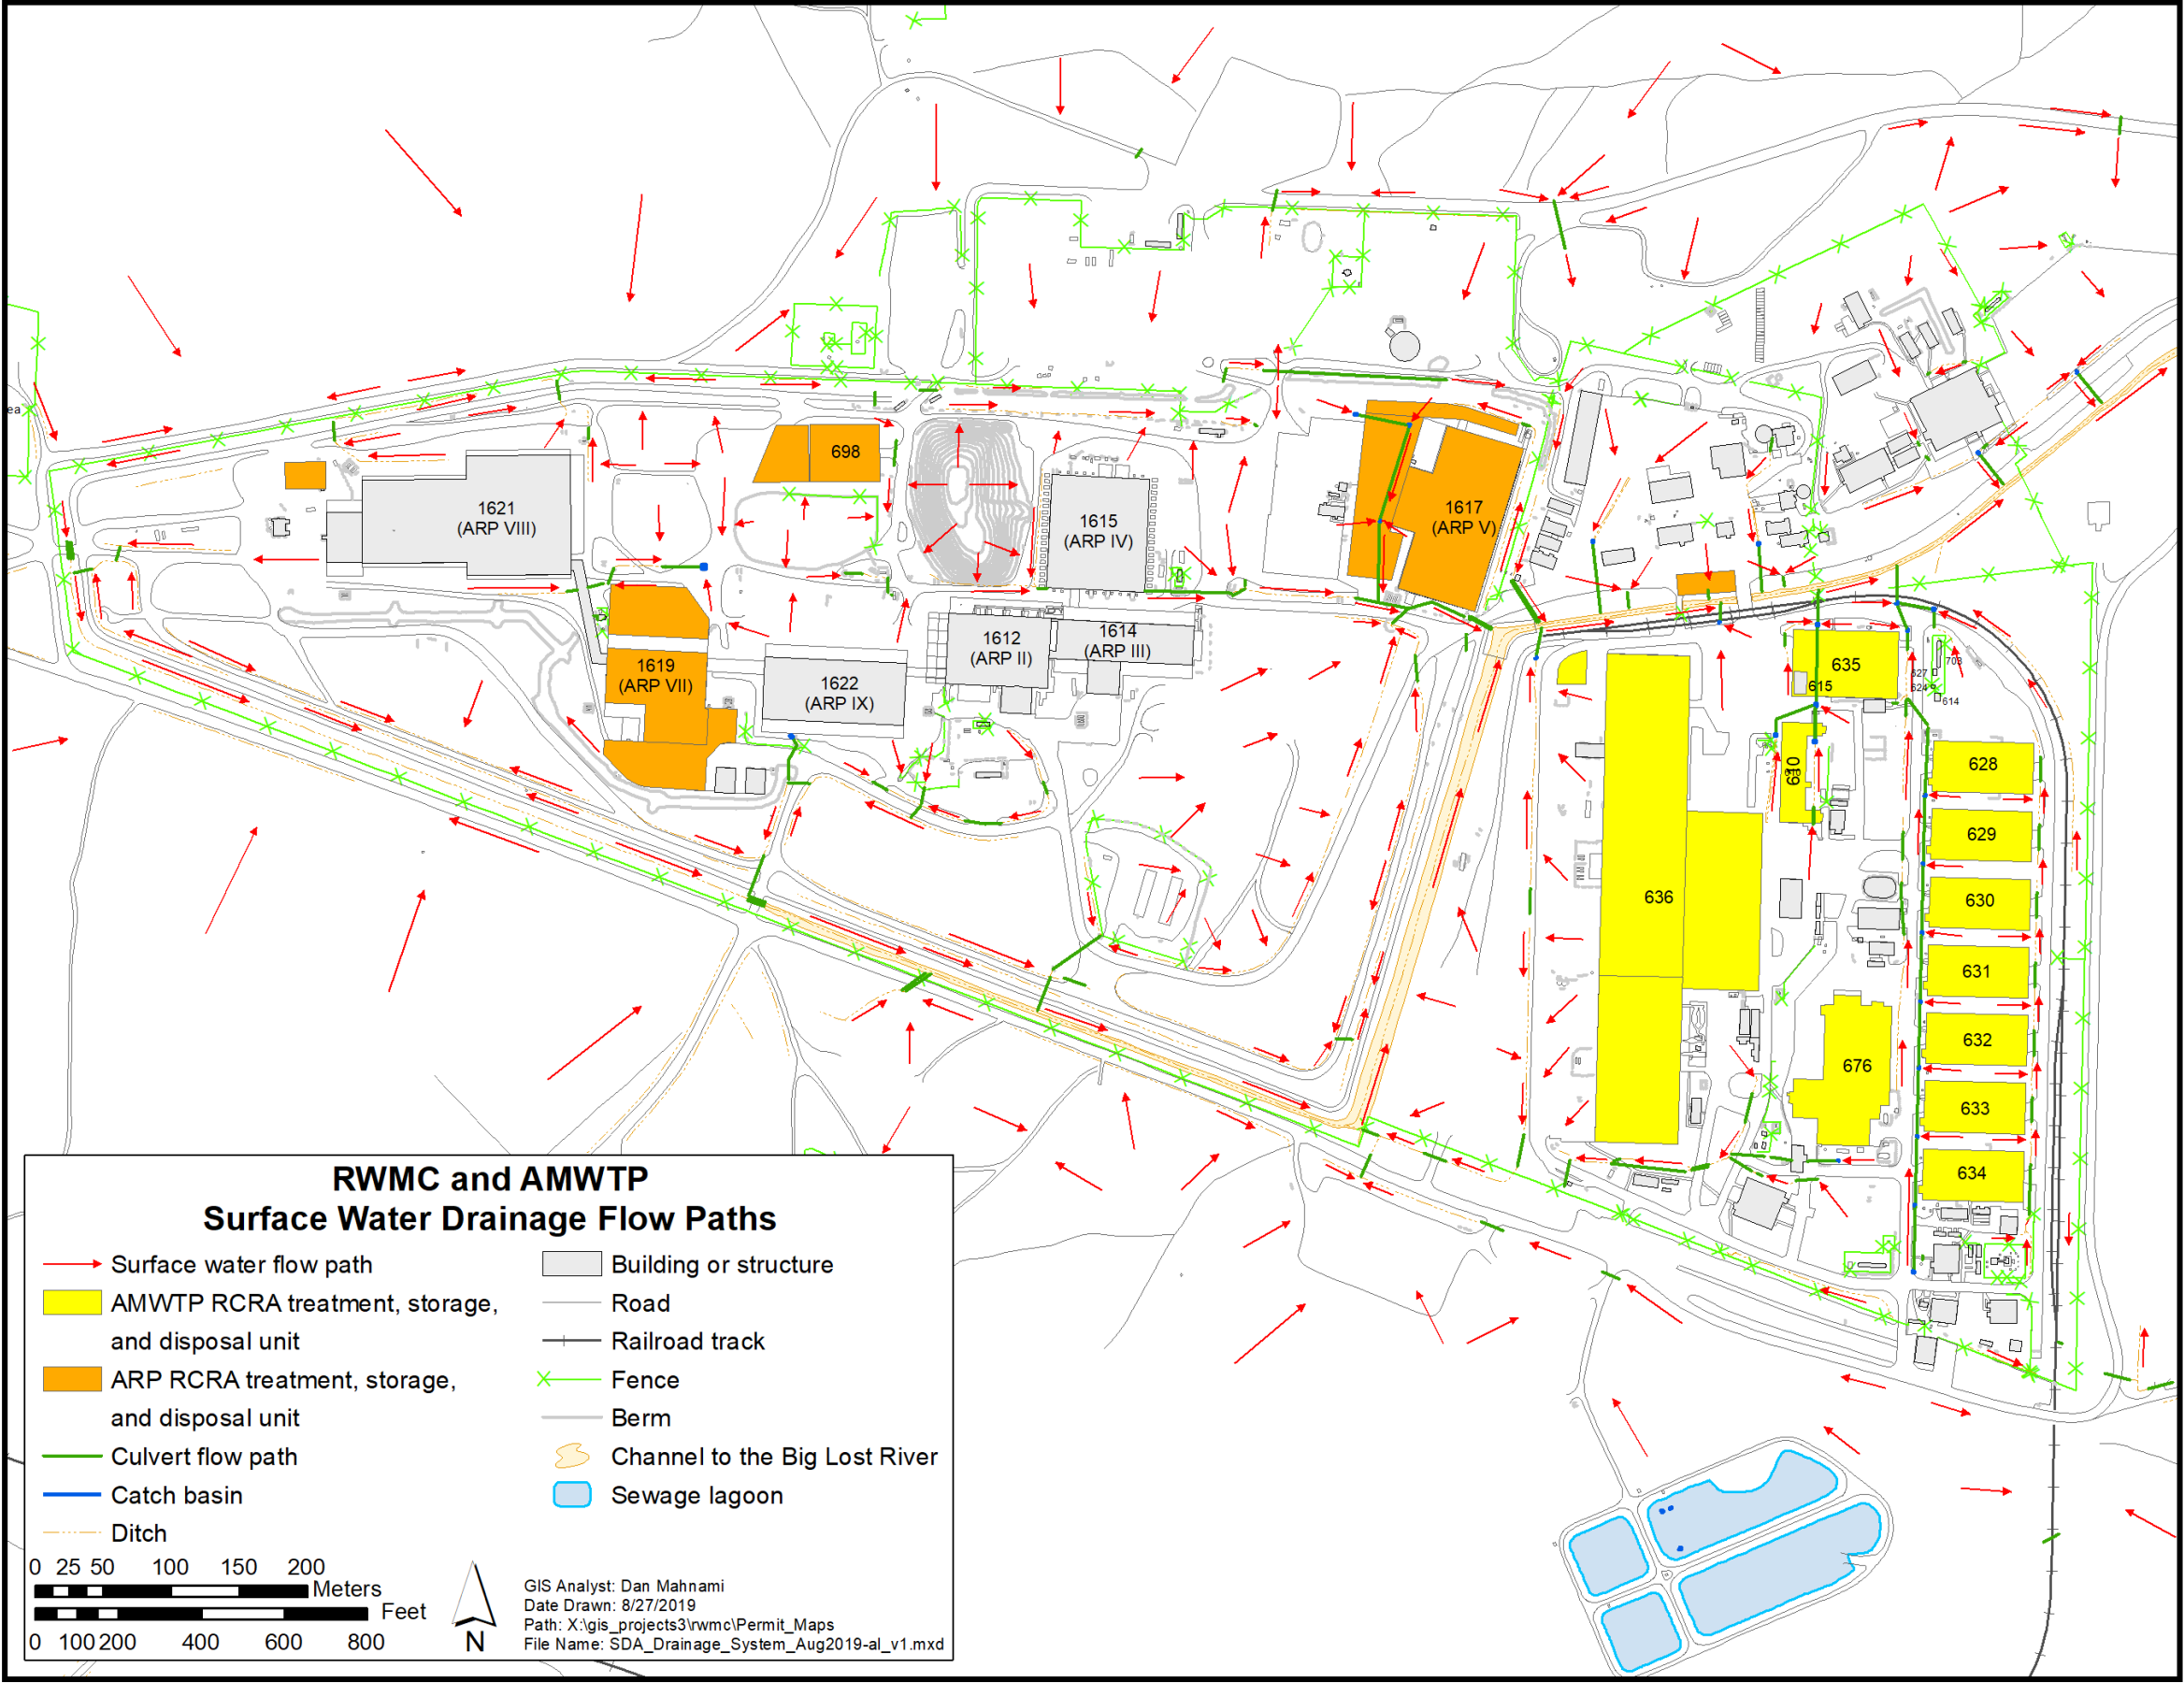 ea
698
1621
(ARP VIII)
1615
(ARP IV)
1617
(ARP V)
1612
(ARP II)
1614
(ARP III)
1619
(ARP VII)
1622
(ARP IX)
635
615
703
627
624
614
610
628
629
630
636
631
632
676
633
634
RWMC and AMWTP
Surface Water Drainage Flow Paths
Surface water flow path
AMWTP RCRA treatment, storage,
and disposal unit
ARP RCRA treatment, storage,
and disposal unit
Culvert flow path
Catch basin
Ditch
Building or structure
Road
Railroad track
Fence
Berm
Channel to the Big Lost River
Sewage lagoon
0 25 50 100 150 200
Meters
Feet
0 100 200 400 600 800
N
GIS Analyst: Dan Mahnami
Date Drawn: 8/27/2019
Path: X:\gis_projects3\rwmc\Permit_Maps
File Name: SDA_Drainage_System_Aug2019-al_v1.mxd